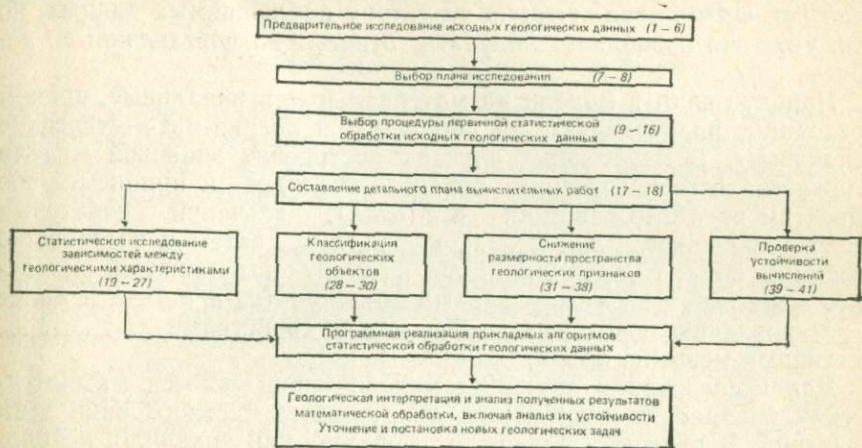 Предварительное исследование исходных геологических данных (1 – 6)
Выбор плана исследования (7 – 8)
Выбор процедуры первичной статистической
обработки исходных геологических данных (9 – 16)
Составление детального плана вычислительных работ (17 – 18)
Статистическое исследование
зависимостей между
геологическими характеристиками
(19 – 27)
Классификация
геологических
объектов
(28 – 30)
Снижение
размерности пространства
геологических признаков
(31 – 38)
Проверка
устойчивости
вычислений
(39 – 41)
Программная реализация прикладных алгоритмов
статистической обработки геологических данных
Геологическая интерпретация и анализ полученных результатов
математической обработки, включая анализ их устойчивости
Уточнение и постановка новых геологических задач